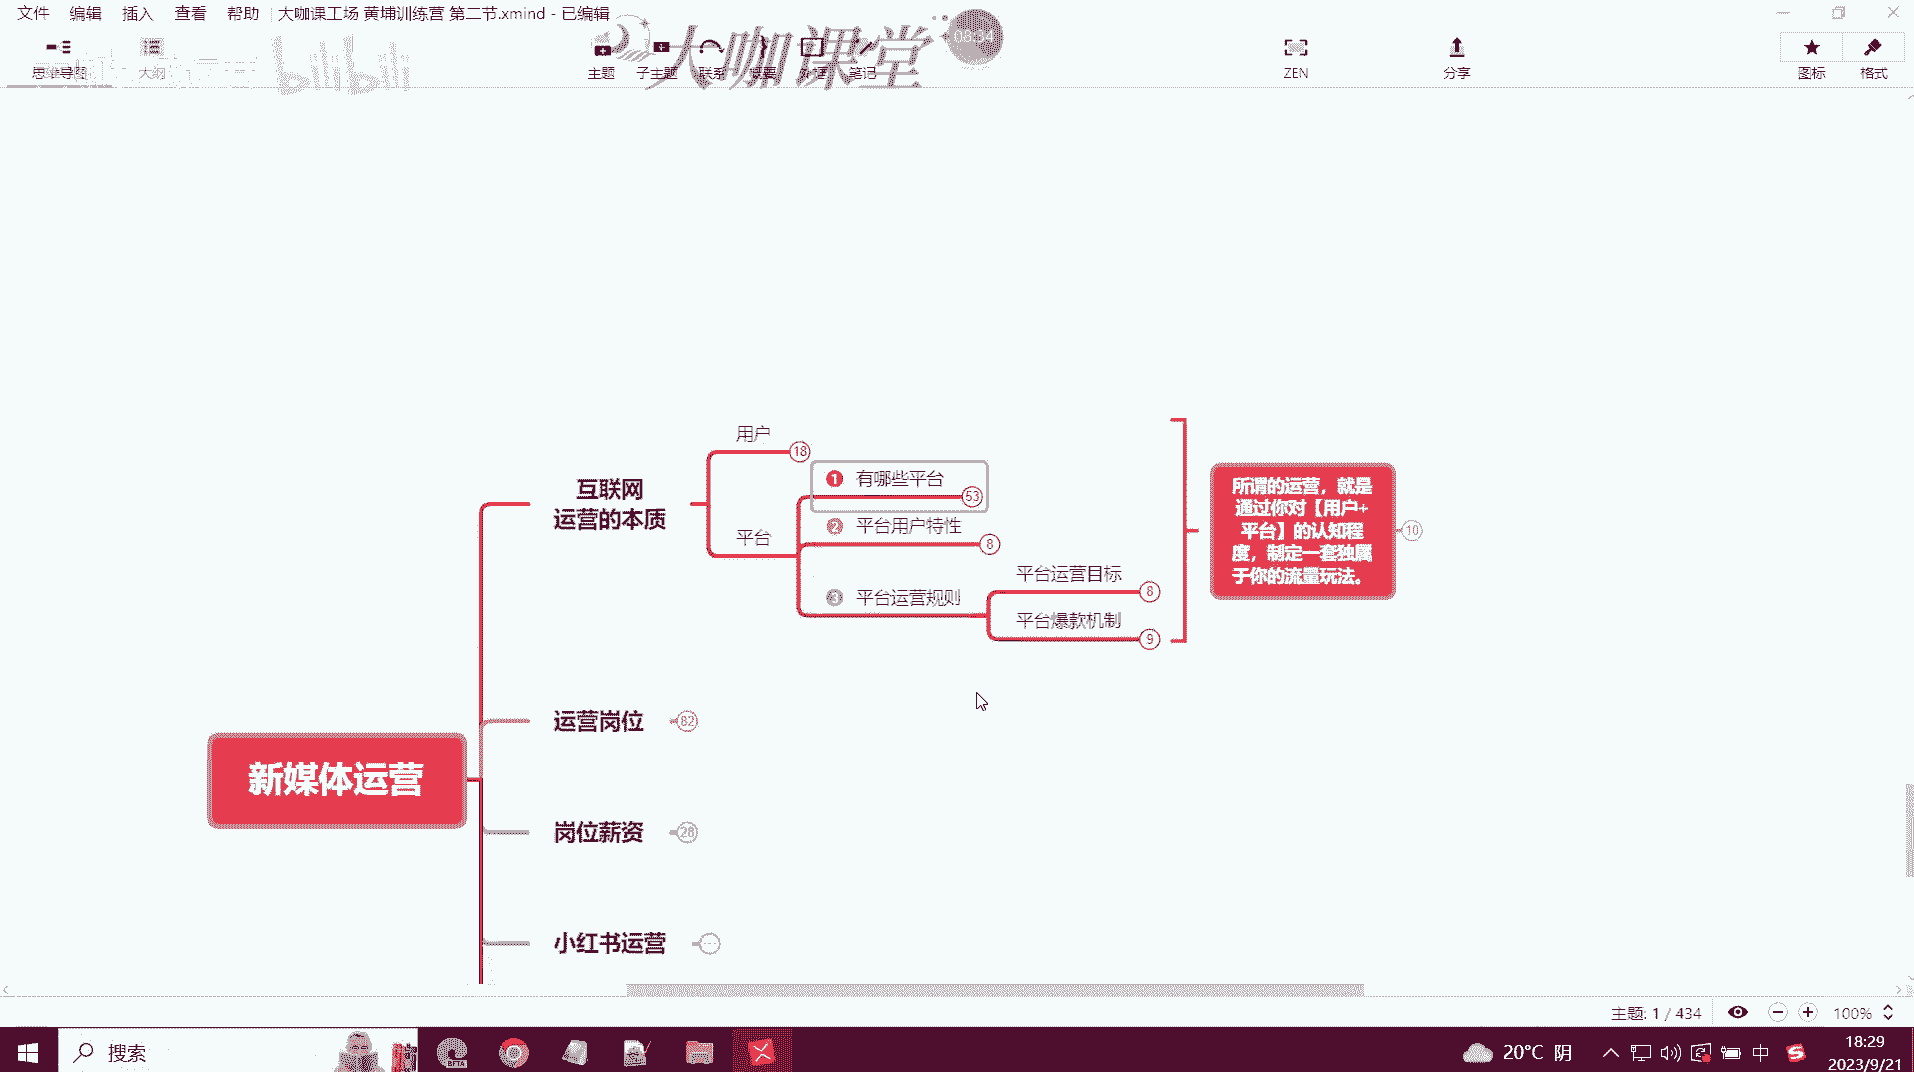 文件 编辑 插入 查看 帮助 大咖课工场 黄埔训练营 第二节.xmind - 已编辑
思维导图 大纲 主题 子主题 联系 概要 外框 笔记 ZEN 分享 图标 格式
bilibili
大咖课堂
08:34
用户 18
1 有哪些平台 53
互联网
运营的本质
平台
2 平台用户特性 8
3 平台运营规则
平台运营目标 8
平台爆款机制 9
所谓的运营，就是
通过你对【用户+
平台】的认知程
度，制定一套独属
于你的流量玩法。
10
运营岗位 82
新媒体运营
岗位薪资 28
小红书运营
主题: 1 / 434 100%
搜索
BETA
20°C 阴
中
18:29
2023/9/21